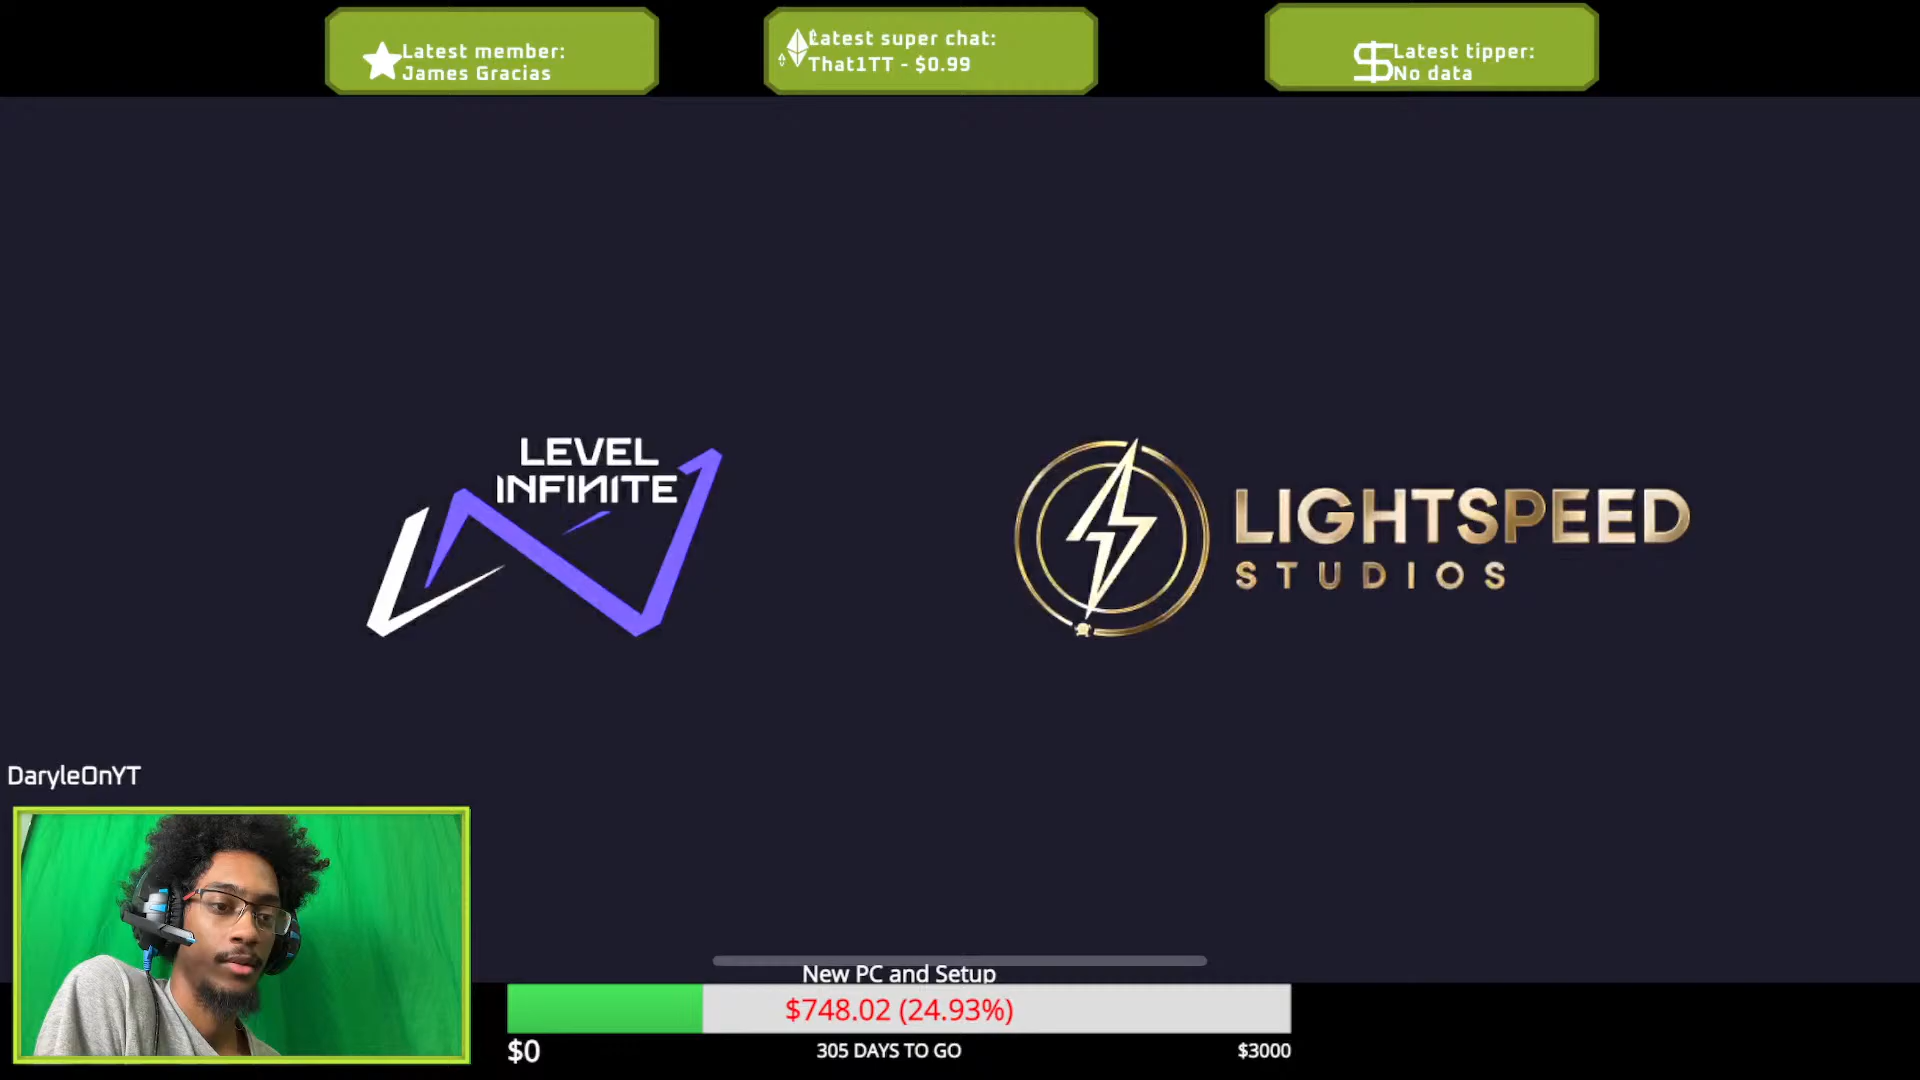 Latest member:
James Gracias
Latest super chat:
That1TT - $0.99
Latest tipper:
No data
LEVEL
INFINITE
LIGHTSPEED
STUDIOS
DaryleOnYT
New PC and Setup
$748.02 (24.93%)
$0
305 DAYS TO GO
$3000